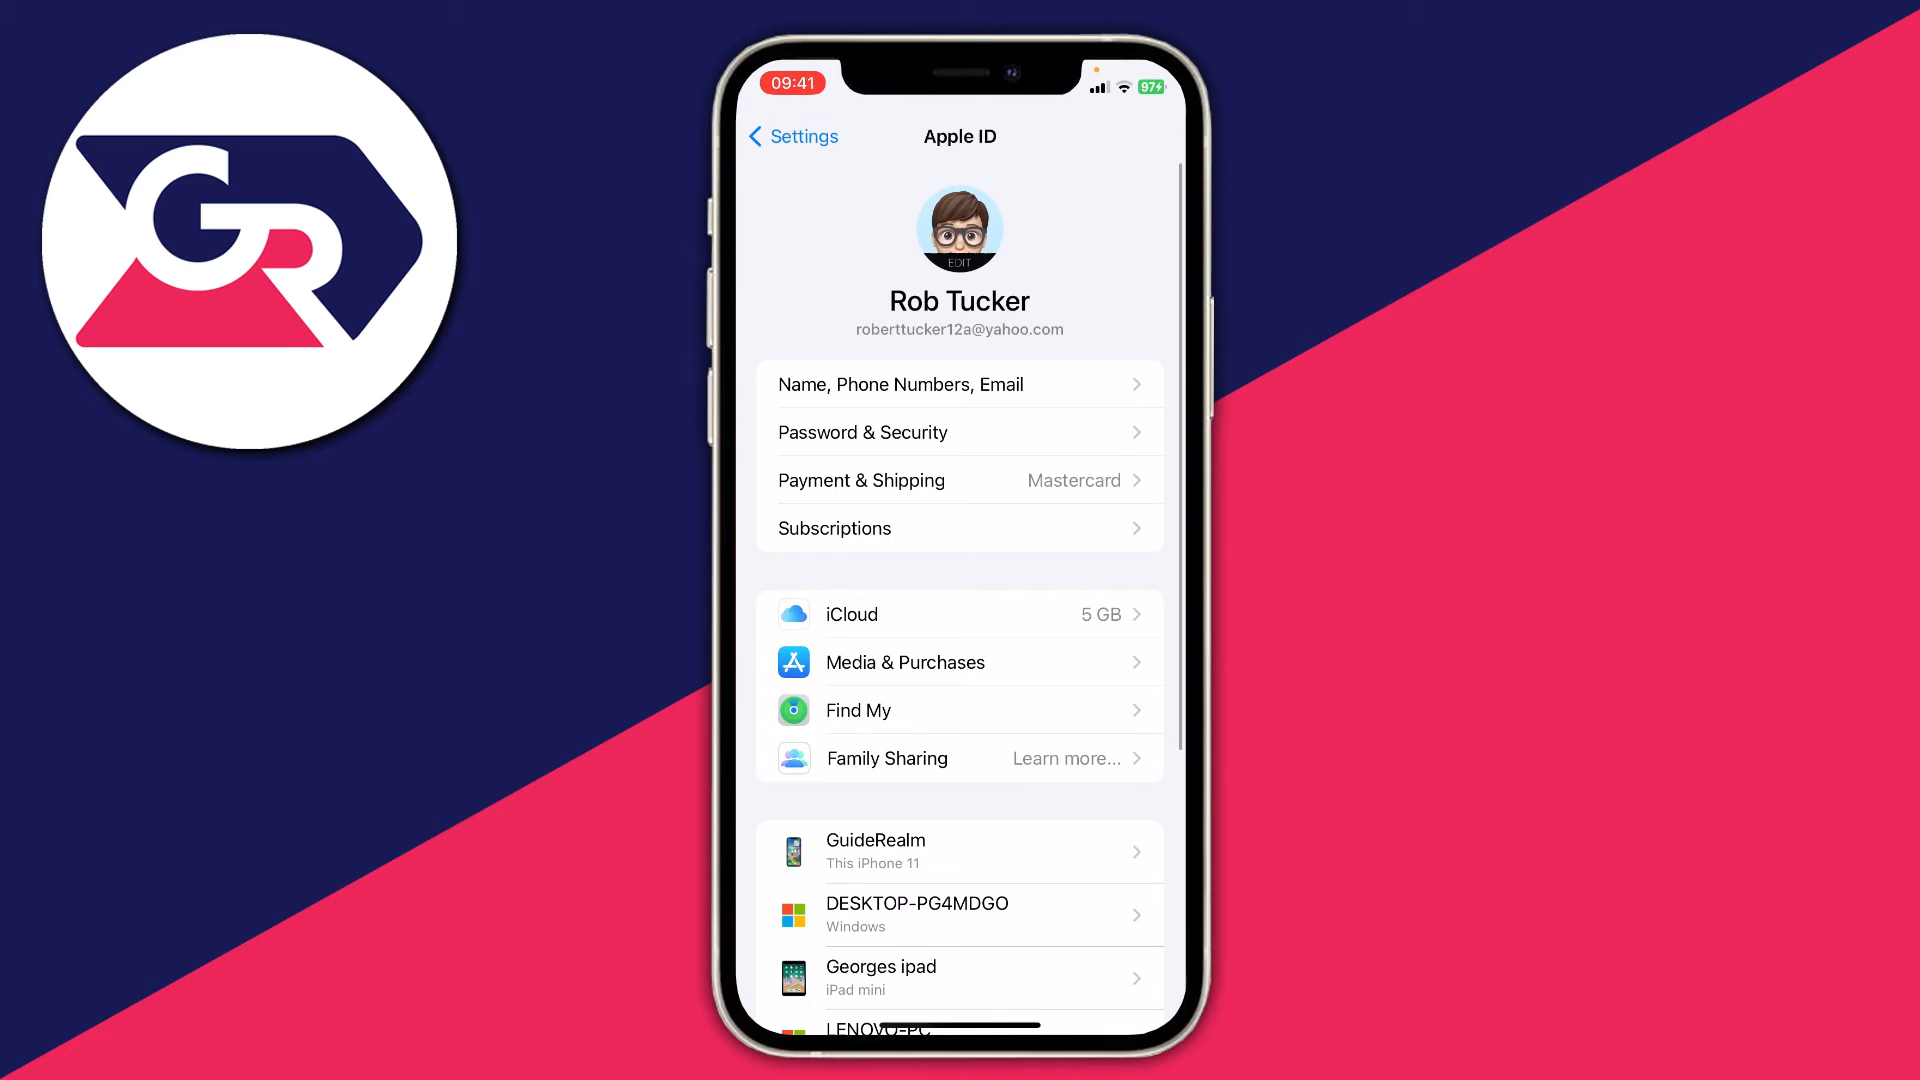 GR
09:41
97
Settings
Apple ID
EDIT
Rob Tucker
roberttucker12a@yahoo.com
Name, Phone Numbers, Email
Password & Security
Payment & Shipping Mastercard
Subscriptions
iCloud 5 GB
Media & Purchases
Find My
Family Sharing Learn more...
GuideRealm
This iPhone 11
DESKTOP-PG4MDGO
Windows
Georges ipad
iPad mini
LENOVO-PC